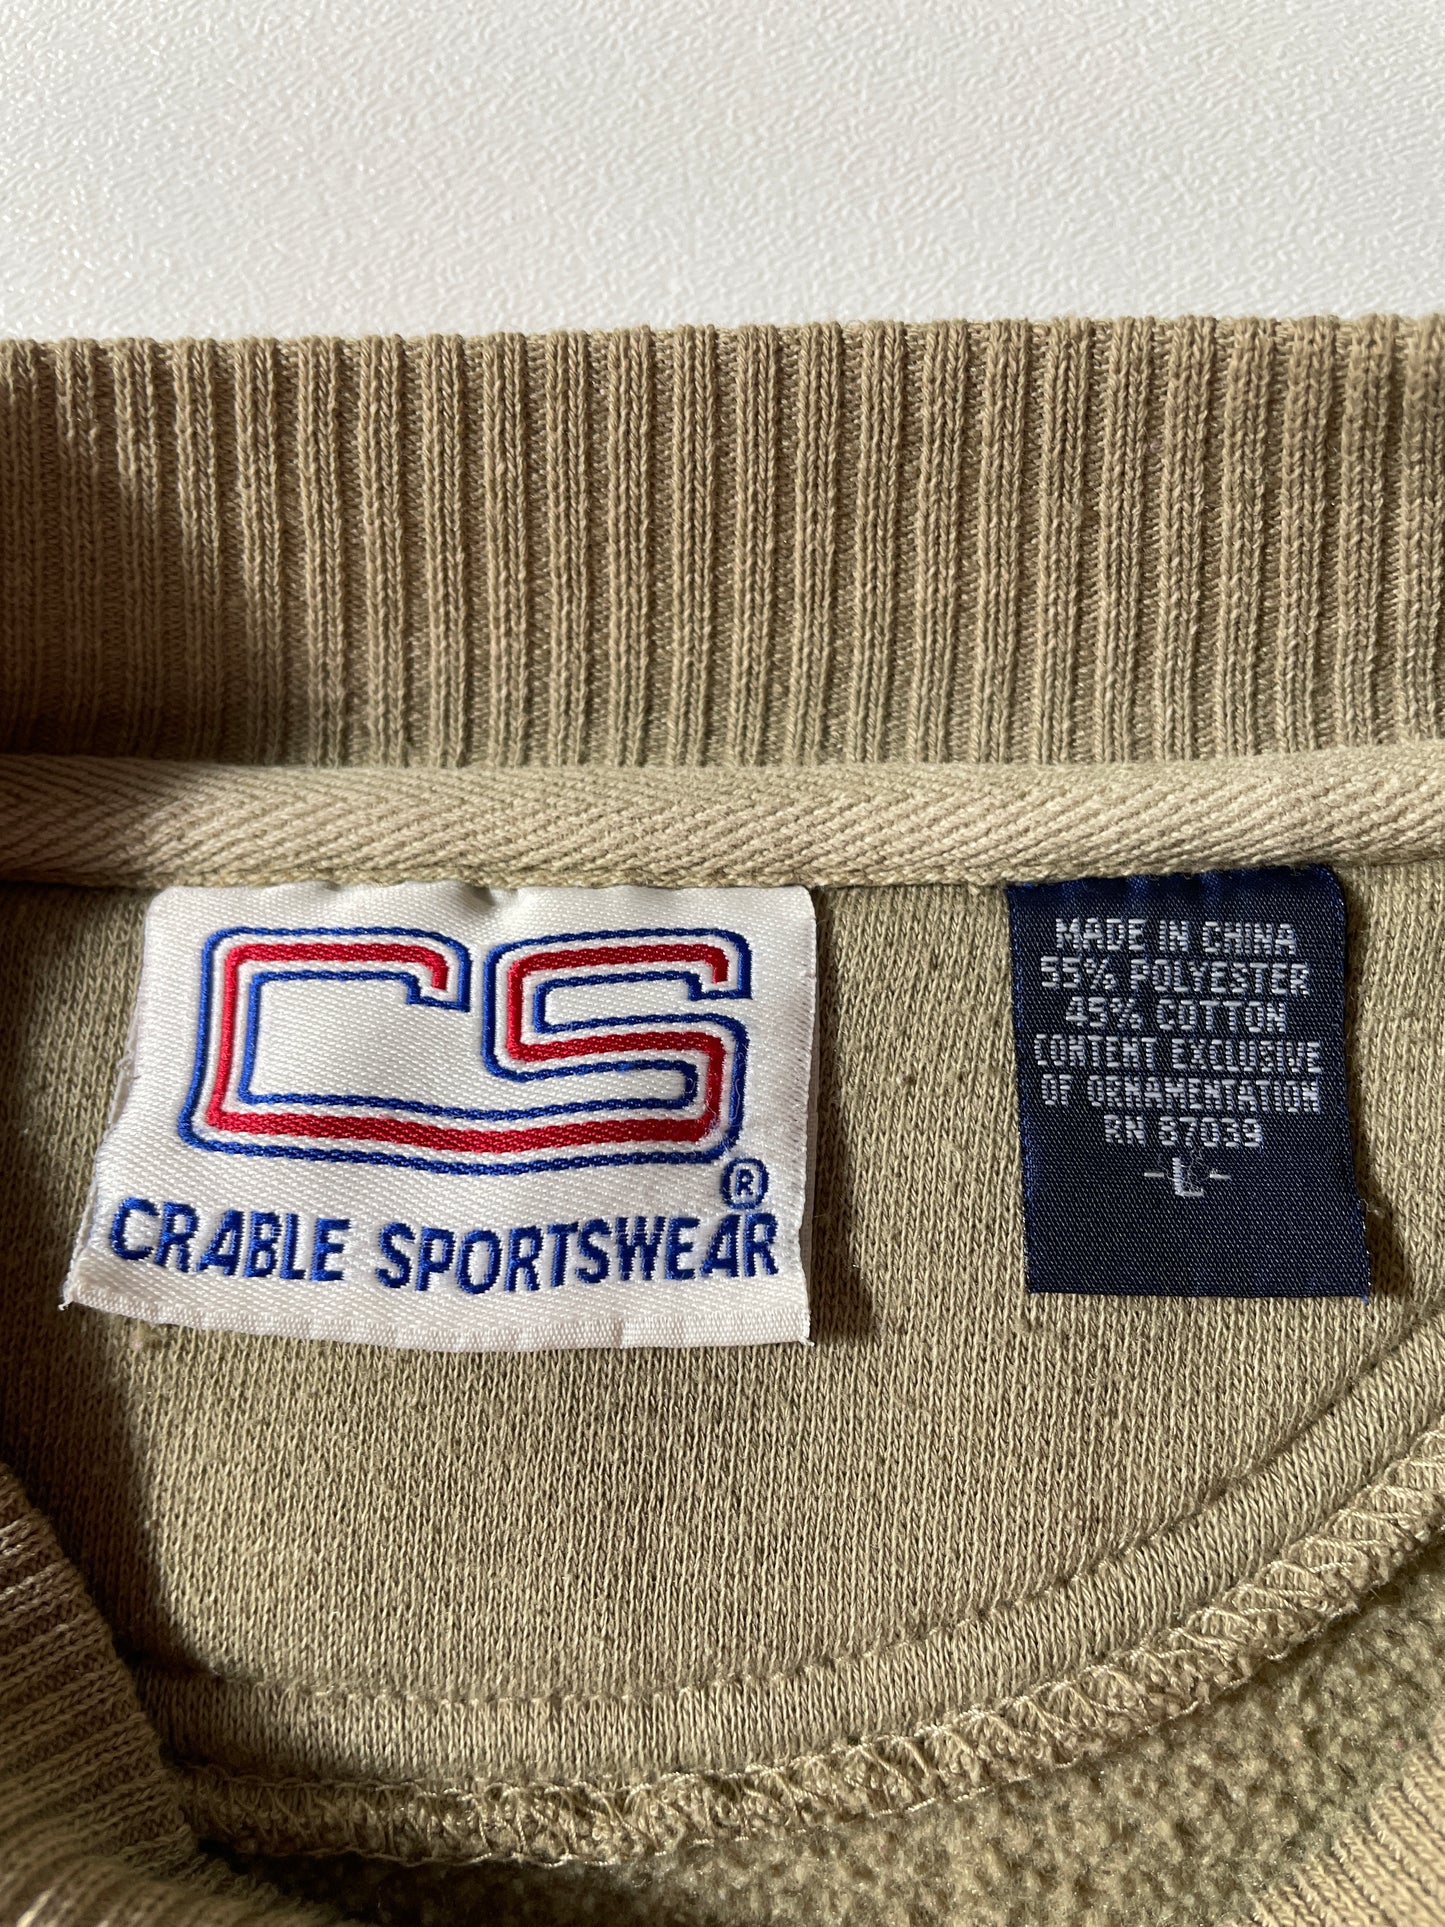 CS
®
CRABLE SPORTSWEAR
MADE IN CHINA
55% POLYESTER
45% COTTON
CONTENT EXCLUSIVE
OF ORNAMENTATION
RN 87039
-L-